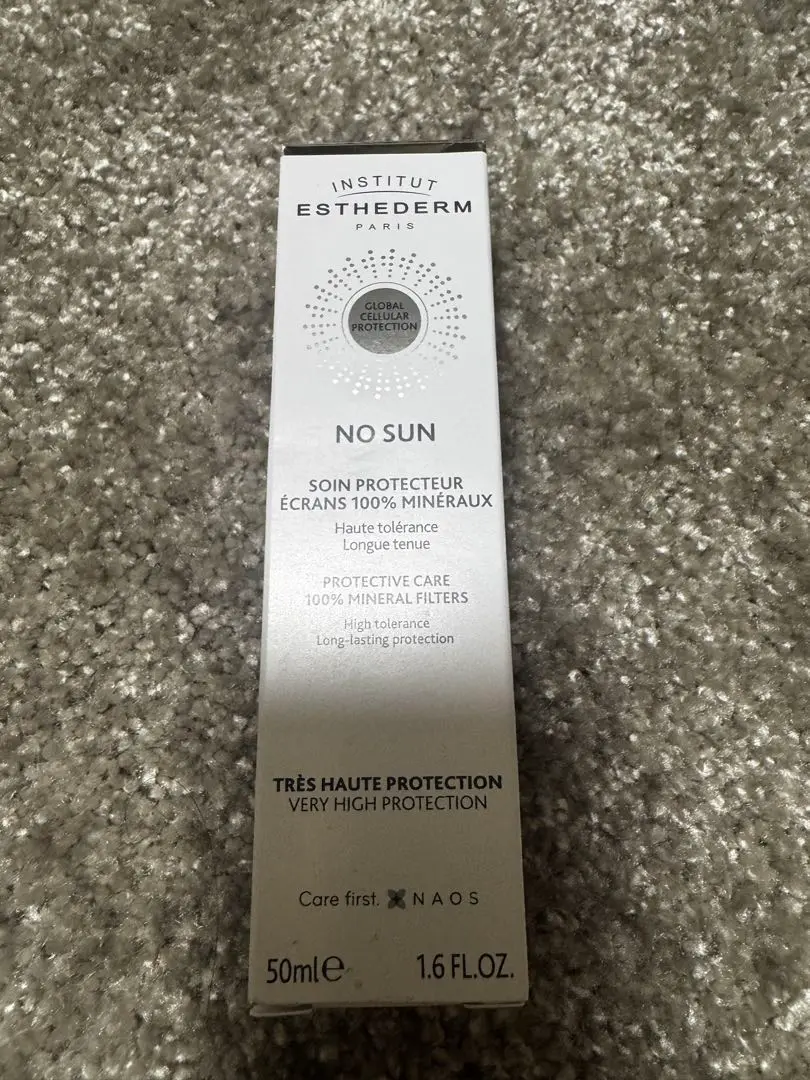 INSTITUT
ESTHEDERM
PARIS
GLOBAL
CELLULAR
PROTECTION
NO SUN
SOIN PROTECTEUR
ÉCRANS 100% MINÉRAUX
Haute tolérance
Longue tenue
PROTECTIVE CARE
100% MINERAL FILTERS
High tolerance
Long-lasting protection
TRÈS HAUTE PROTECTION
VERY HIGH PROTECTION
Care first. NAOS
50ml℮ 1.6 FL.OZ.